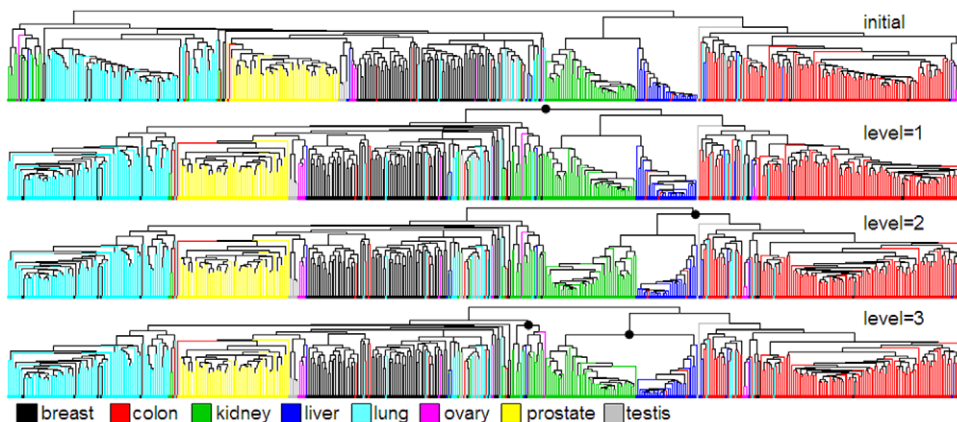 initial
level=1
level=2
level=3
breast colon kidney liver lung ovary prostate testis